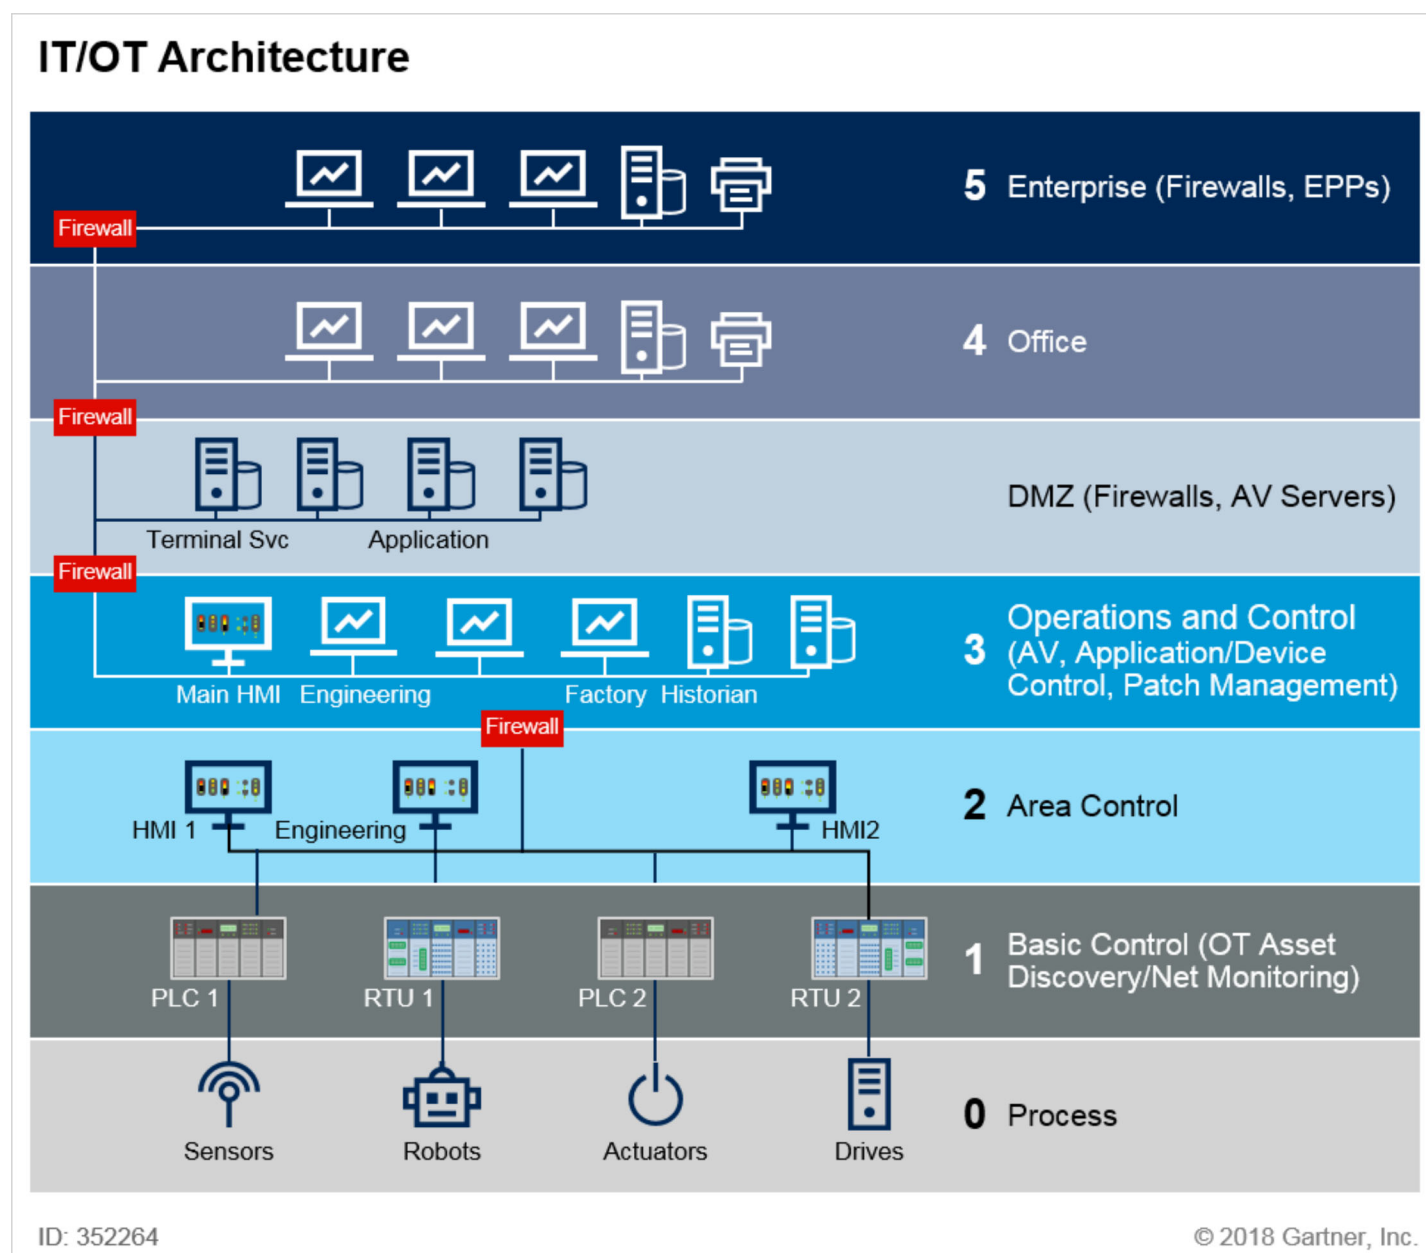 IT/OT Architecture
Firewall
5 Enterprise (Firewalls, EPPs)
4 Office
Firewall
Terminal Svc
Application
DMZ (Firewalls, AV Servers)
Firewall
Main HMI
Engineering
Factory
Historian
3 Operations and Control
(AV, Application/Device
Control, Patch Management)
Firewall
HMI 1
Engineering
HMI2
2 Area Control
PLC 1
RTU 1
PLC 2
RTU 2
1 Basic Control (OT Asset
Discovery/Net Monitoring)
Sensors
Robots
Actuators
Drives
0 Process
ID: 352264
© 2018 Gartner, Inc.